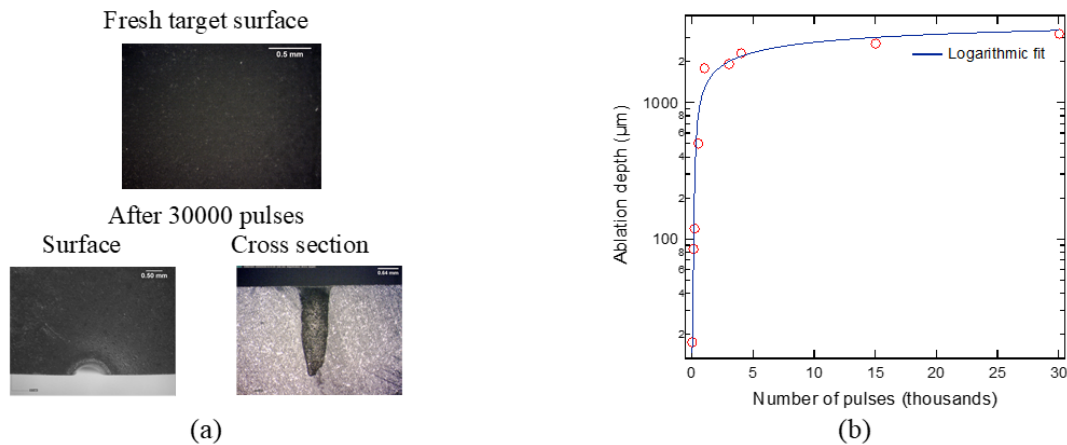 Fresh target surface
0.5 mm
After 30000 pulses
Surface
Cross section
0.50 mm
0.64 mm
(a)
Logarithmic fit
Ablation depth (µm)
2
1000
8
6
4
2
100
8
6
4
2
0
5
10
15
20
25
30
Number of pulses (thousands)
(b)